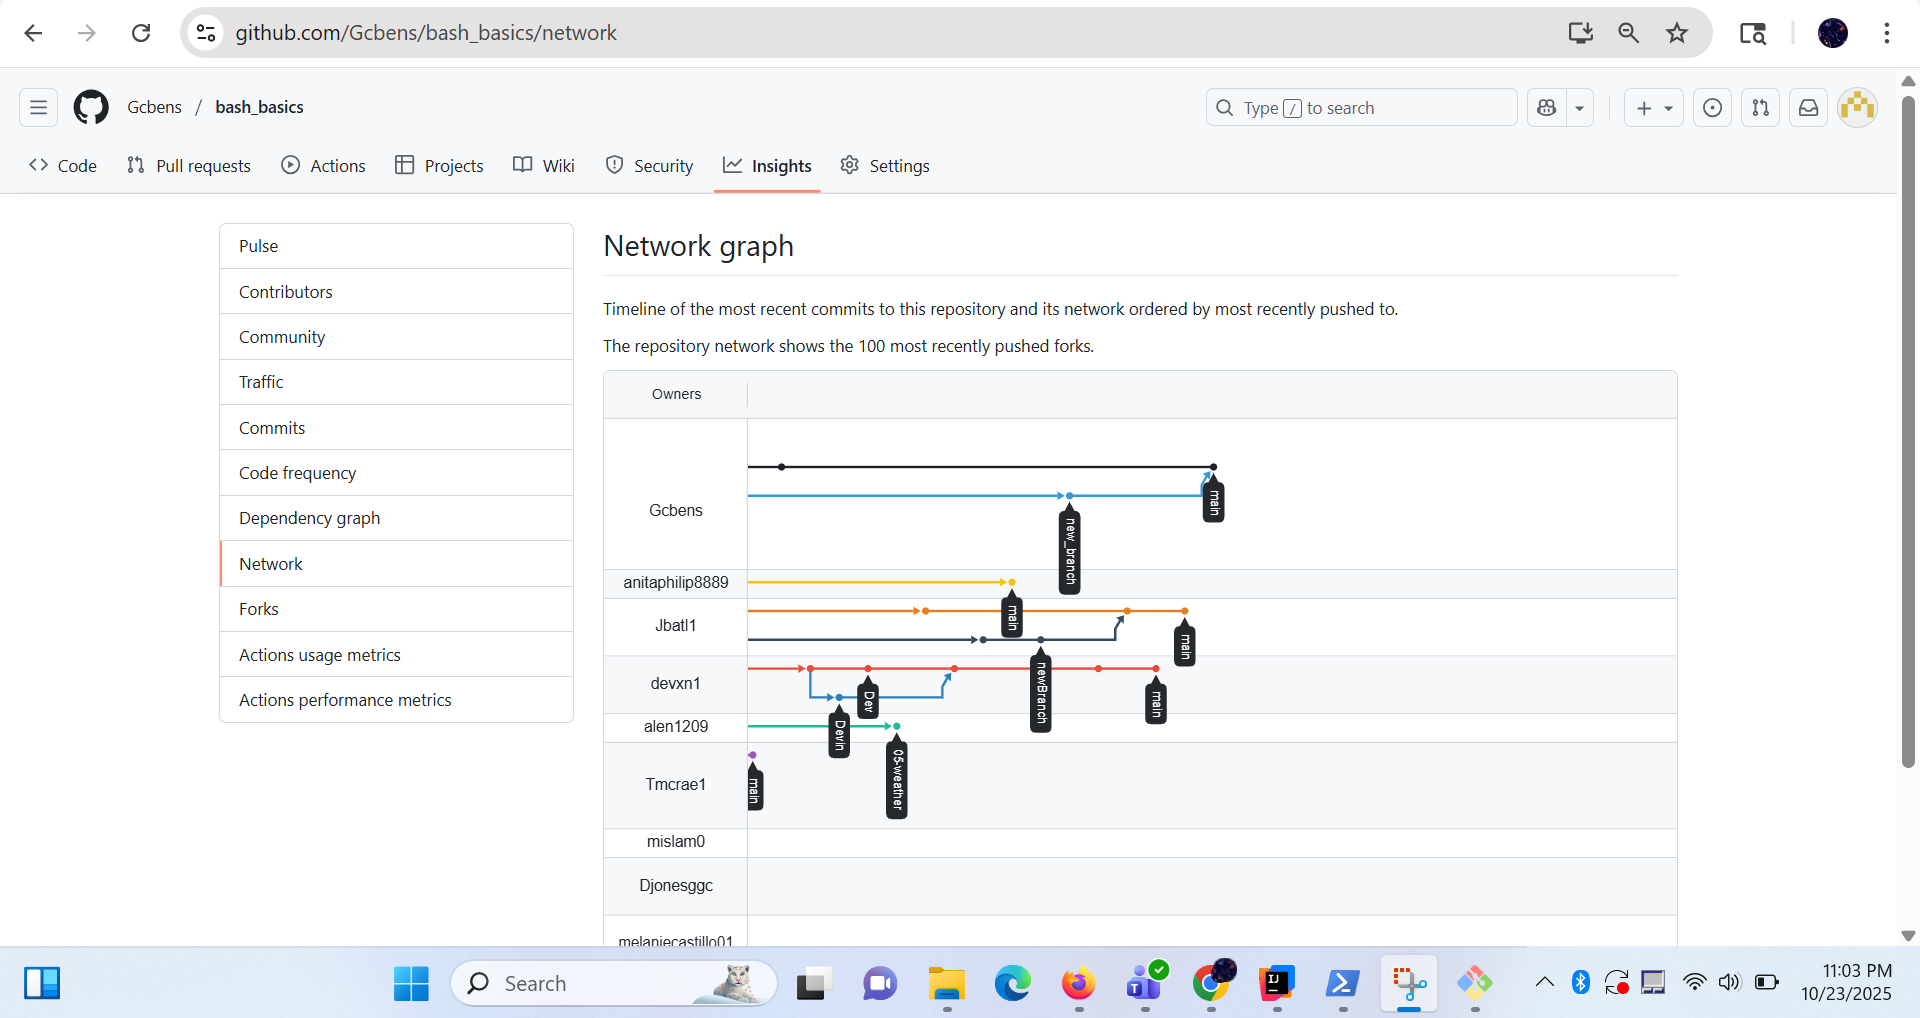 github.com/Gcbens/bash_basics/network
Gcbens / bash_basics
Type / to search
Code
Pull requests
Actions
Projects
Wiki
Security
Insights
Settings
Pulse
Contributors
Community
Traffic
Commits
Code frequency
Dependency graph
Network
Forks
Actions usage metrics
Actions performance metrics
Network graph
Timeline of the most recent commits to this repository and its network ordered by most recently pushed to.
The repository network shows the 100 most recently pushed forks.
Owners
Gcbens
main
new_branch
anitaphilip8889
main
Jbatl1
main
newBranch
devxn1
Dev
main
Devin
alen1209
05-weather
Tmcrae1
main
mislam0
Djonesggc
melaniecastillo01
Search
11:03 PM
10/23/2025